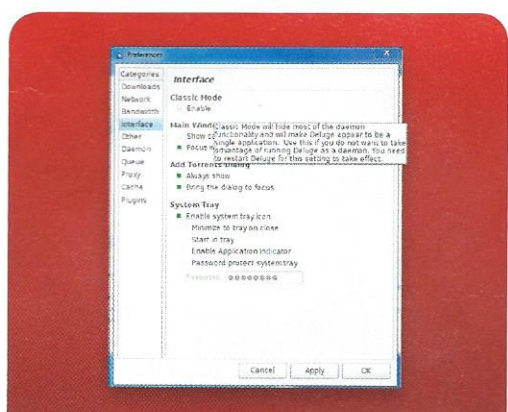 Preferences
Categories
Downloads
Network
Bandwidth
Interface
Other
Daemon
Queue
Proxy
Cache
Plugins
Interface
Classic Mode
Enable
Main Wind
Classic Mode will hide most of the daemon
functionality and will make Deluge appear to be a
single application. Use this if you do not want to take
advantage of running Deluge as a daemon. You need
to restart Deluge for this setting to take effect.
Show
Focus
Add Torrents Dialog
Always show
Bring the dialog to focus
System Tray
Enable system tray icon
Minimize to tray on close
Start in tray
Enable Application Indicator
Password protect system tray
Password:
Cancel
Apply
OK